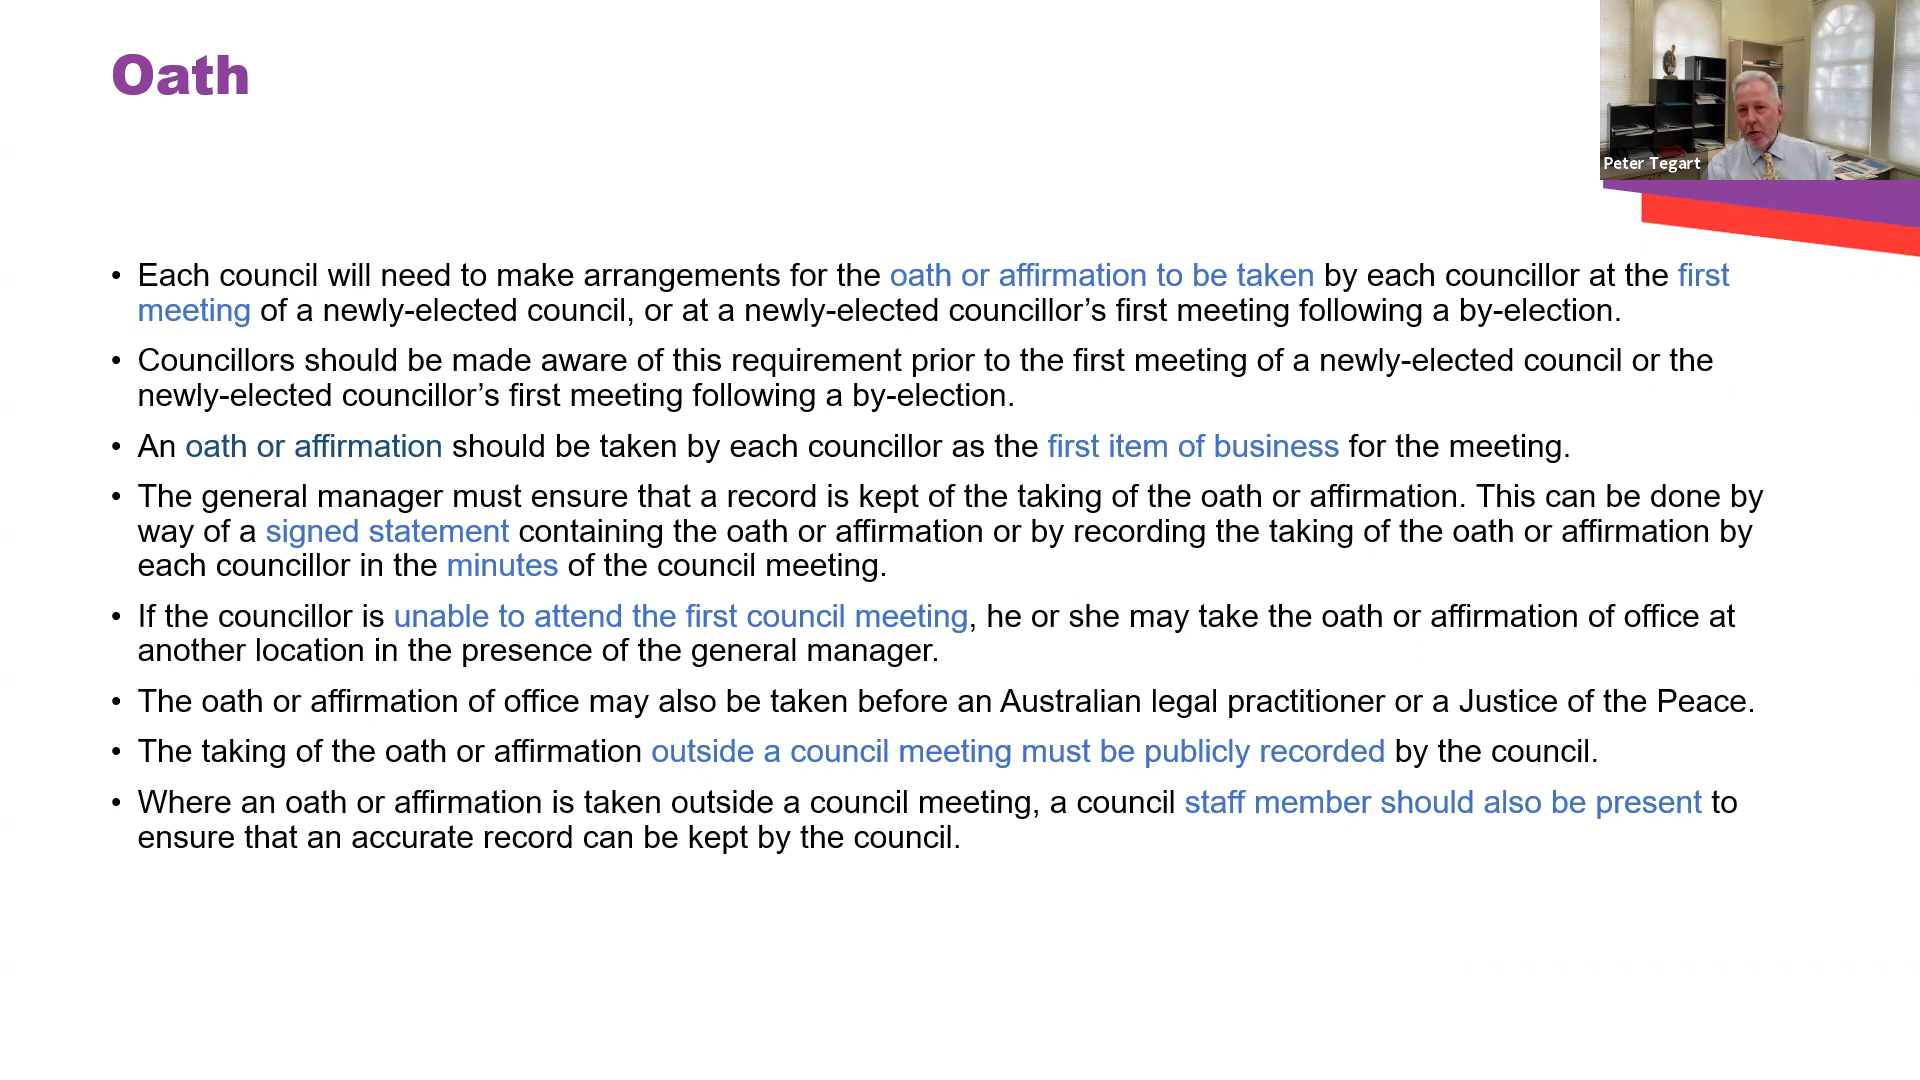 Oath
Peter Tegart
• Each council will need to make arrangements for the oath or affirmation to be taken by each councillor at the first
meeting of a newly-elected council, or at a newly-elected councillor’s first meeting following a by-election.
• Councillors should be made aware of this requirement prior to the first meeting of a newly-elected council or the
newly-elected councillor’s first meeting following a by-election.
• An oath or affirmation should be taken by each councillor as the first item of business for the meeting.
• The general manager must ensure that a record is kept of the taking of the oath or affirmation. This can be done by
way of a signed statement containing the oath or affirmation or by recording the taking of the oath or affirmation by
each councillor in the minutes of the council meeting.
• If the councillor is unable to attend the first council meeting, he or she may take the oath or affirmation of office at
another location in the presence of the general manager.
• The oath or affirmation of office may also be taken before an Australian legal practitioner or a Justice of the Peace.
• The taking of the oath or affirmation outside a council meeting must be publicly recorded by the council.
• Where an oath or affirmation is taken outside a council meeting, a council staff member should also be present to
ensure that an accurate record can be kept by the council.